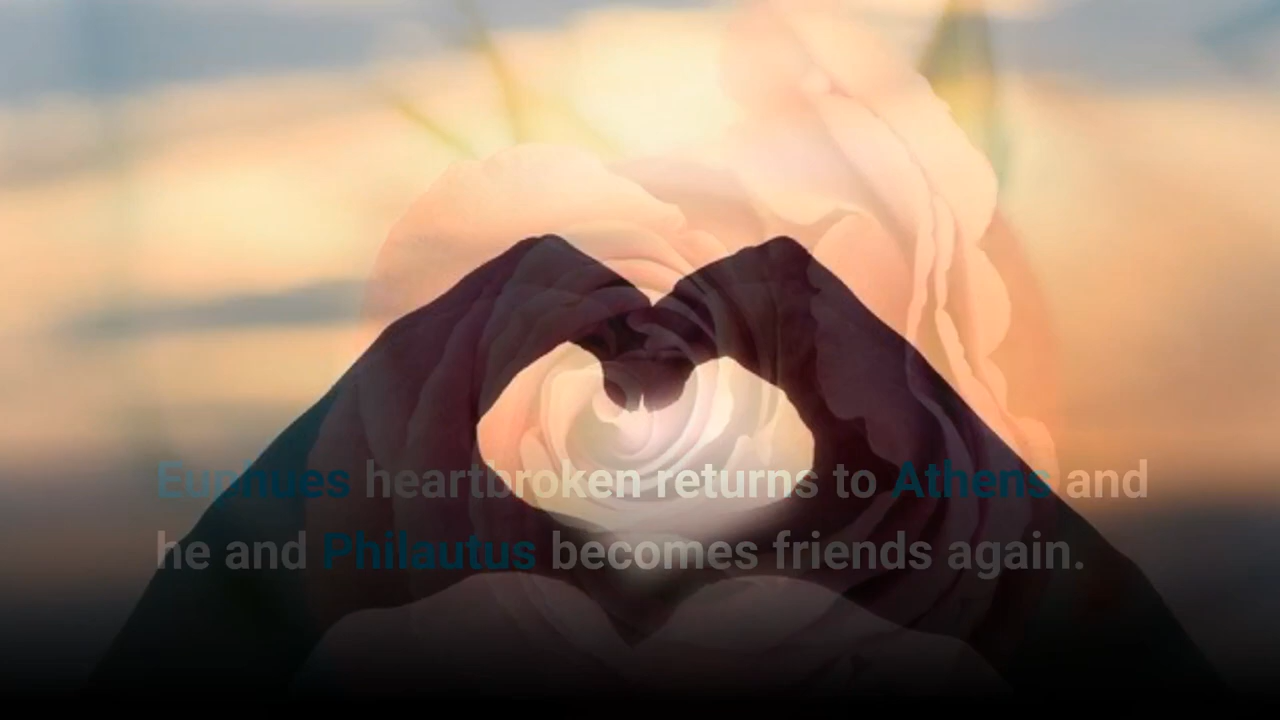 Euphues heartbroken returns to Athens and
he and Philautus becomes friends again.